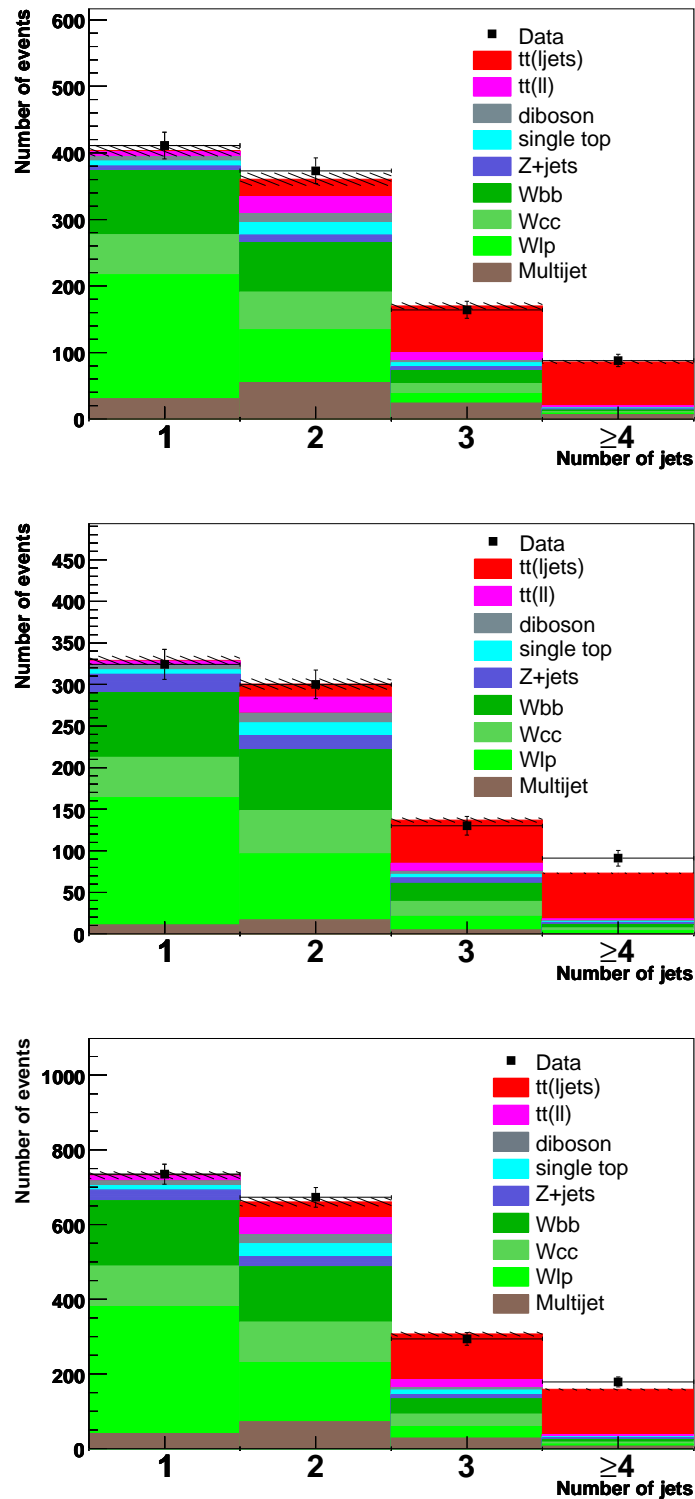 Number of events
600
500
400
300
200
100
0
Data
tt(ljets)
tt(ll)
diboson
single top
Z+jets
Wbb
Wcc
Wlp
Multijet
1 2 3 ≥4
Number of jets
Number of events
450
400
350
300
250
200
150
100
50
0
Data
tt(ljets)
tt(ll)
diboson
single top
Z+jets
Wbb
Wcc
Wlp
Multijet
1 2 3 ≥4
Number of jets
Number of events
1000
800
600
400
200
0
Data
tt(ljets)
tt(ll)
diboson
single top
Z+jets
Wbb
Wcc
Wlp
Multijet
1 2 3 ≥4
Number of jets